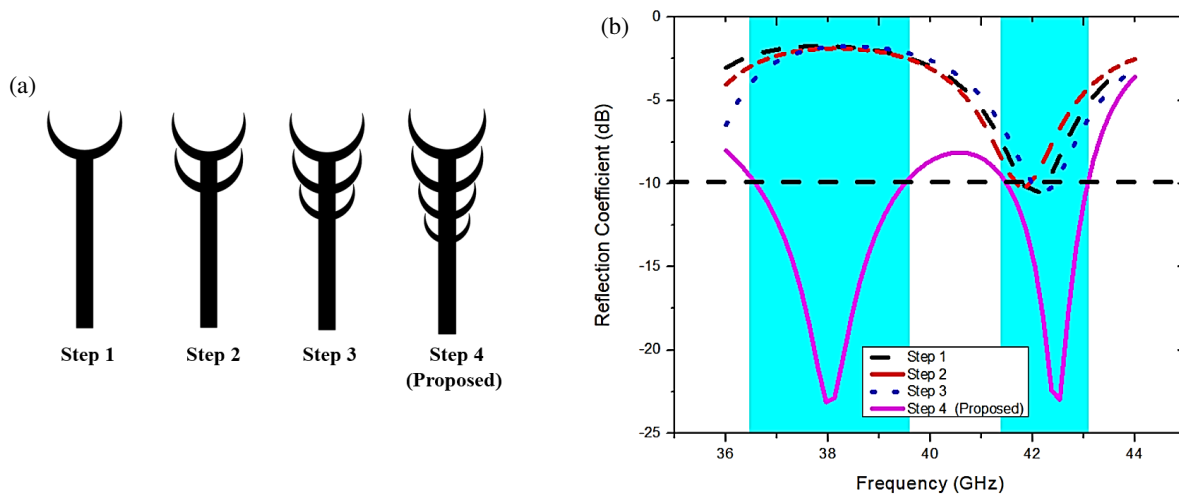 (a)
Step 1
Step 2
Step 3
Step 4
(Proposed)
(b)
Reflection Coefficient (dB)
0
-5
-10
-15
-20
-25
Step 1
Step 2
Step 3
Step 4 (Proposed)
36
38
40
42
44
Frequency (GHz)